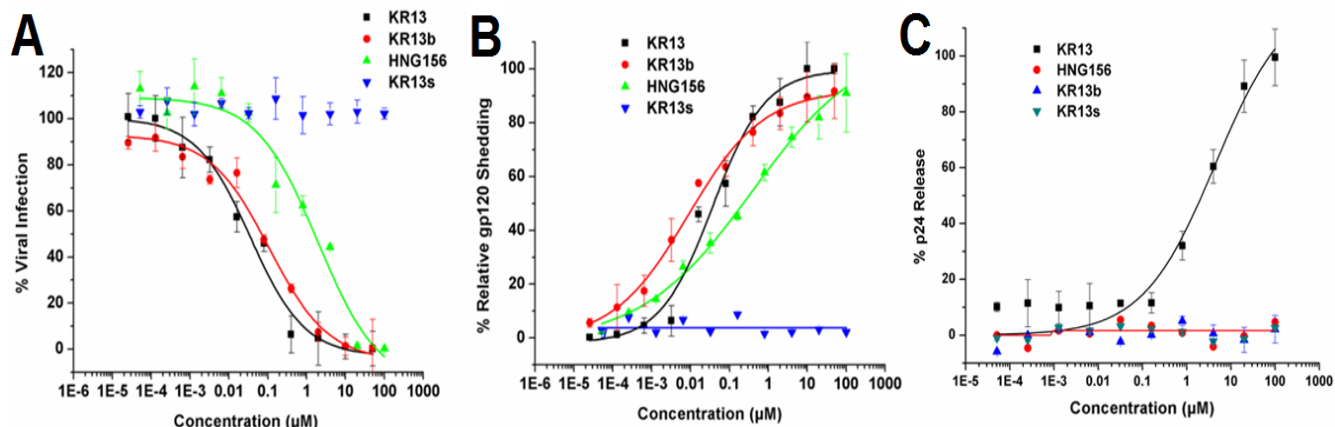 A
KR13
KR13b
HNG156
KR13s
% Viral Infection
120
100
80
60
40
20
0
1E-6 1E-5 1E-4 1E-3 0.01 0.1 1 10 100 1000
Concentration (µM)
B
KR13
KR13b
HNG156
KR13s
% Relative gp120 Shedding
100
80
60
40
20
0
1E-6 1E-5 1E-4 1E-3 0.01 0.1 1 10 100 1000
Concentration (µM)
C
KR13
HNG156
KR13b
KR13s
% p24 Release
100
80
60
40
20
0
1E-5 1E-4 1E-3 0.01 0.1 1 10 100 1000
Concentration (µM)